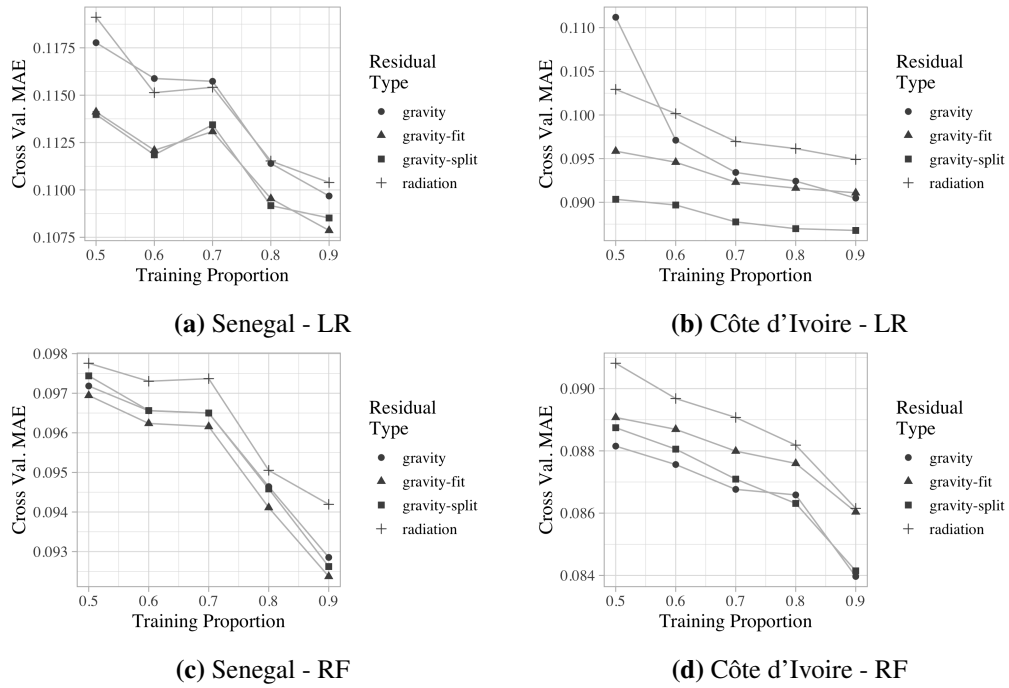 Cross Val. MAE
0.1175
0.1150
0.1125
0.1100
0.1075
0.5 0.6 0.7 0.8 0.9
Training Proportion
Residual
Type
gravity
gravity-fit
gravity-split
radiation
(a) Senegal - LR
Cross Val. MAE
0.110
0.105
0.100
0.095
0.090
0.5 0.6 0.7 0.8 0.9
Training Proportion
Residual
Type
gravity
gravity-fit
gravity-split
radiation
(b) Côte d'Ivoire - LR
Cross Val. MAE
0.098
0.097
0.096
0.095
0.094
0.093
0.5 0.6 0.7 0.8 0.9
Training Proportion
Residual
Type
gravity
gravity-fit
gravity-split
radiation
(c) Senegal - RF
Cross Val. MAE
0.090
0.088
0.086
0.084
0.5 0.6 0.7 0.8 0.9
Training Proportion
Residual
Type
gravity
gravity-fit
gravity-split
radiation
(d) Côte d'Ivoire - RF